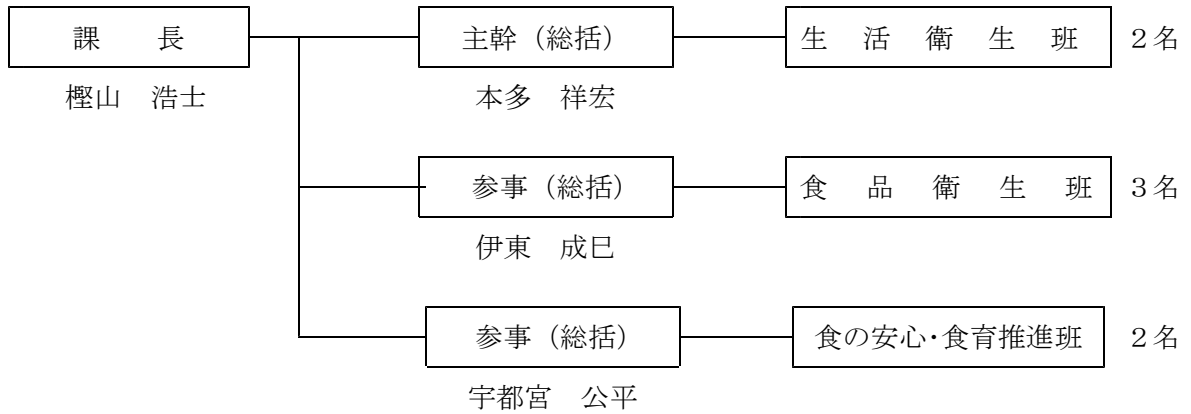 課　長　主幹（総括）　生活衛生班　２名
樫山　浩士　本多　祥宏
参事（総括）　食品衛生班　３名
伊東　成巳
参事（総括）　食の安心・食育推進班　２名
宇都宮　公平